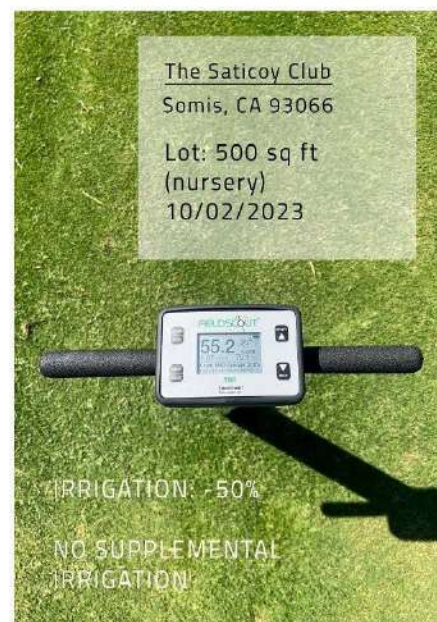 The Saticoy Club
Somis, CA 93066
Lot: 500 sq ft
(nursery)
10/02/2023
FIELDSCOUT
55.2
TDR
IRRIGATION: -50%
NO SUPPLEMENTAL
IRRIGATION